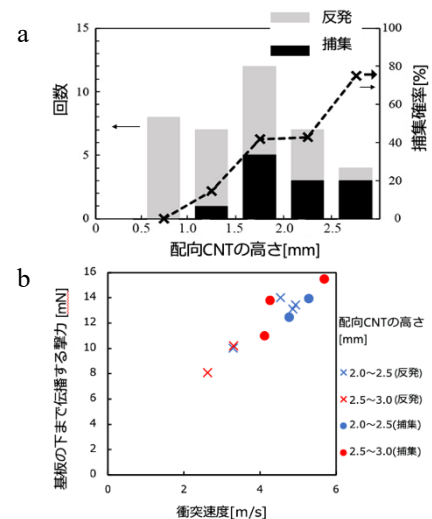 a
反発
捕集
回数
15
10
5
0
100
80
60
40
20
0
捕集確率[%]
0 0.5 1.0 1.5 2.0 2.5
配向CNTの高さ[mm]
b
基板の下まで伝播する撃力 [mN]
16
14
12
10
8
6
4
2
0
0 2 4 6
衝突速度[m/s]
配向CNTの高さ
[mm]
2.0～2.5(反発)
2.5～3.0(反発)
2.0～2.5(捕集)
2.5～3.0(捕集)